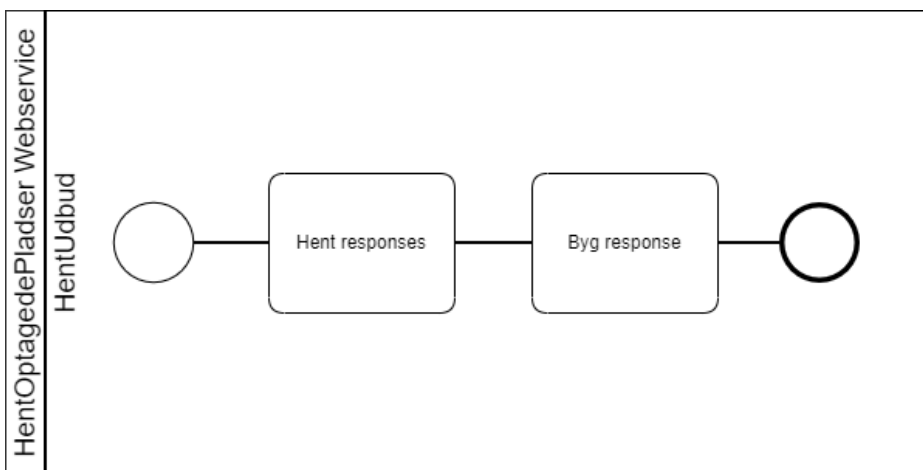 HentOptagedePladser Webservice
HentUdbud
Hent responses
Byg response